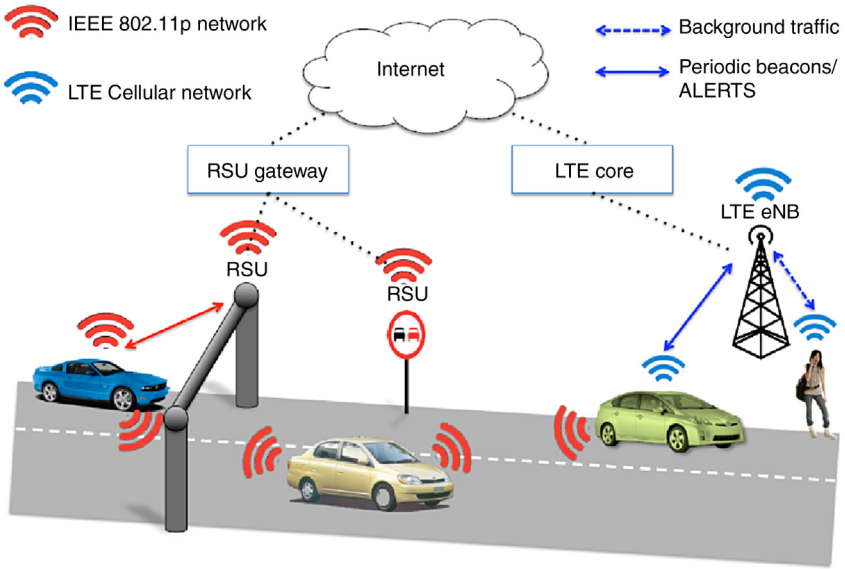 IEEE 802.11p network
LTE Cellular network
Internet
Background traffic
Periodic beacons/
ALERTS
RSU gateway
LTE core
LTE eNB
RSU
RSU